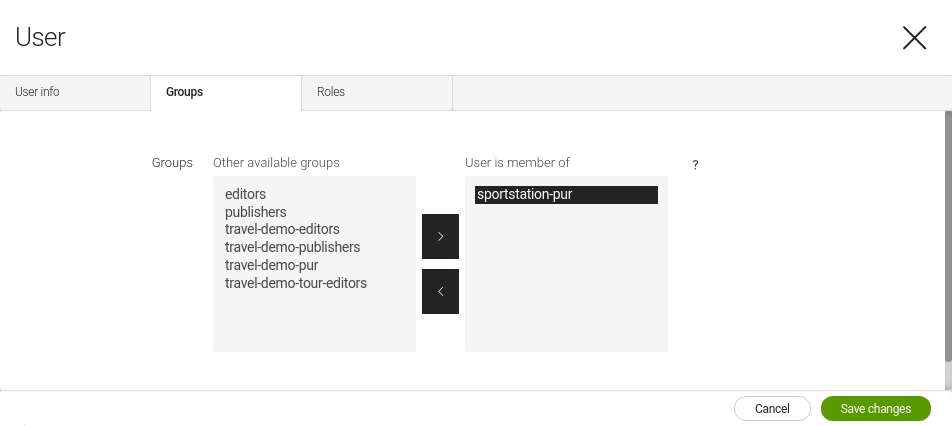 User
User info
Groups
Roles
Groups
Other available groups
User is member of
?
editors
publishers
travel-demo-editors
travel-demo-publishers
travel-demo-pur
travel-demo-tour-editors
sportstation-pur
Cancel
Save changes